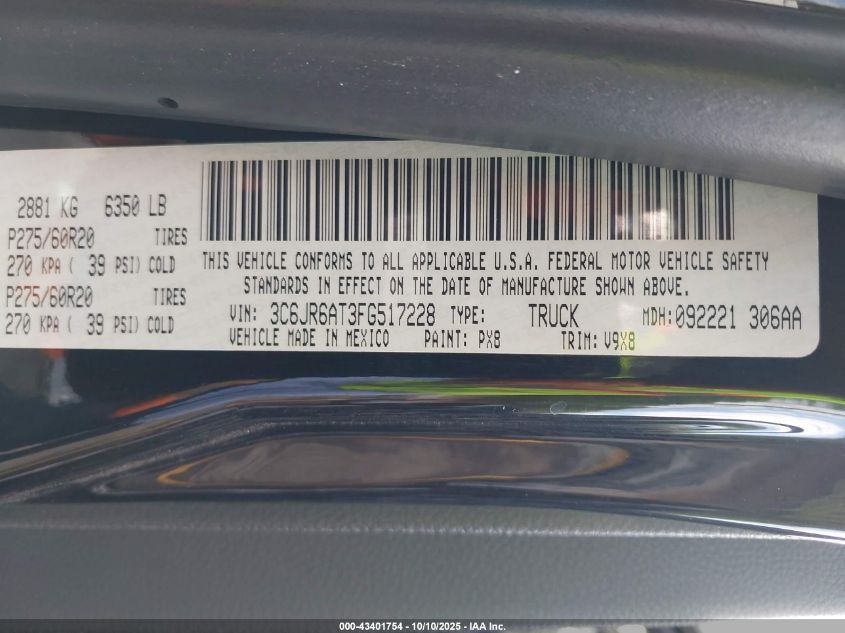 2881 KG 6350 LB
P275/60R20 TIRES
270 KPA ( 39 PSI) COLD
P275/60R20 TIRES
270 KPA ( 39 PSI) COLD
THIS VEHICLE CONFORMS TO ALL APPLICABLE U.S.A. FEDERAL MOTOR VEHICLE SAFETY
STANDARDS IN EFFECT ON THE DATE OF MANUFACTURE SHOWN ABOVE.
VIN: 3C6JR6AT3FG517228 TYPE: TRUCK MDH:092221 306AA
VEHICLE MADE IN MEXICO PAINT: PX8 TRIM: V9X8
000-43401754 - 10/10/2025 - IAA Inc.